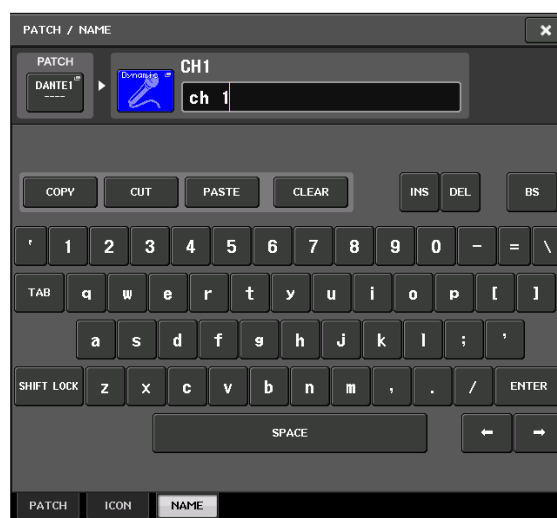 PATCH / NAME
PATCH
DANTE1
----
Dynamic
CH1
ch 1
COPY CUT PASTE CLEAR INS DEL BS
' 1 2 3 4 5 6 7 8 9 0 - = \
TAB q w e r t y u i o p [ ]
a s d f g h j k l ; '
SHIFT LOCK z x c v b n m , . / ENTER
SPACE ← →
PATCH ICON NAME